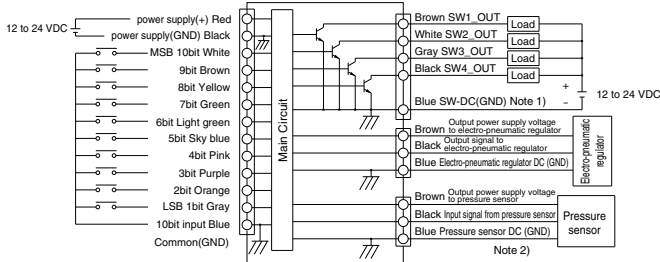 12 to 24 VDC
power supply(+) Red
power supply(GND) Black
MSB 10bit White
9bit Brown
8bit Yellow
7bit Green
6bit Light green
5bit Sky blue
4bit Pink
3bit Purple
2bit Orange
LSB 1bit Gray
10bit input Blue
Common(GND)
Main Circuit
Brown SW1_OUT
Load
White SW2_OUT
Load
Gray SW3_OUT
Load
Black SW4_OUT
Load
Blue SW-DC(GND) Note 1)
+
−
12 to 24 VDC
Brown Output power supply voltage to electro-pneumatic regulator
Black Output signal to electro-pneumatic regulator
Blue Electro-pneumatic regulator DC (GND)
Electro-pneumatic
regulator
Brown Output power supply voltage to pressure sensor
Black Input signal from pressure sensor
Blue Pressure sensor DC (GND)
Pressure
sensor
Note 2)